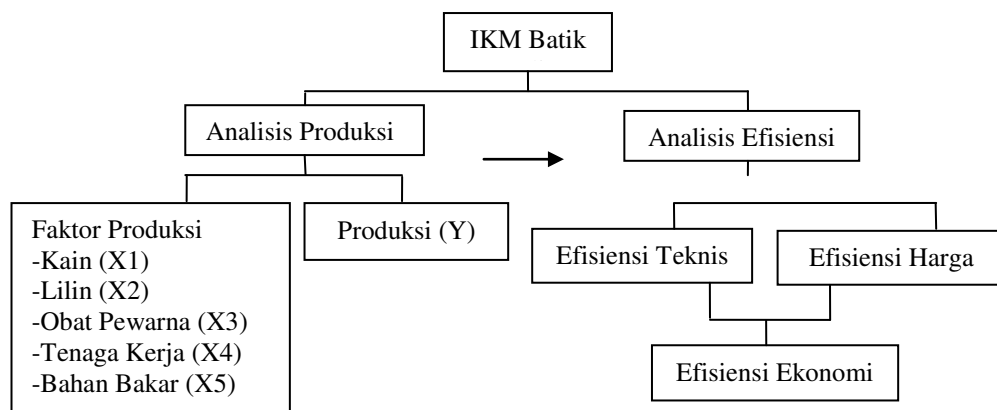 IKM Batik
Analisis Produksi
Analisis Efisiensi
Faktor Produksi
-Kain (X1)
-Lilin (X2)
-Obat Pewarna (X3)
-Tenaga Kerja (X4)
-Bahan Bakar (X5)
Produksi (Y)
Efisiensi Teknis
Efisiensi Harga
Efisiensi Ekonomi